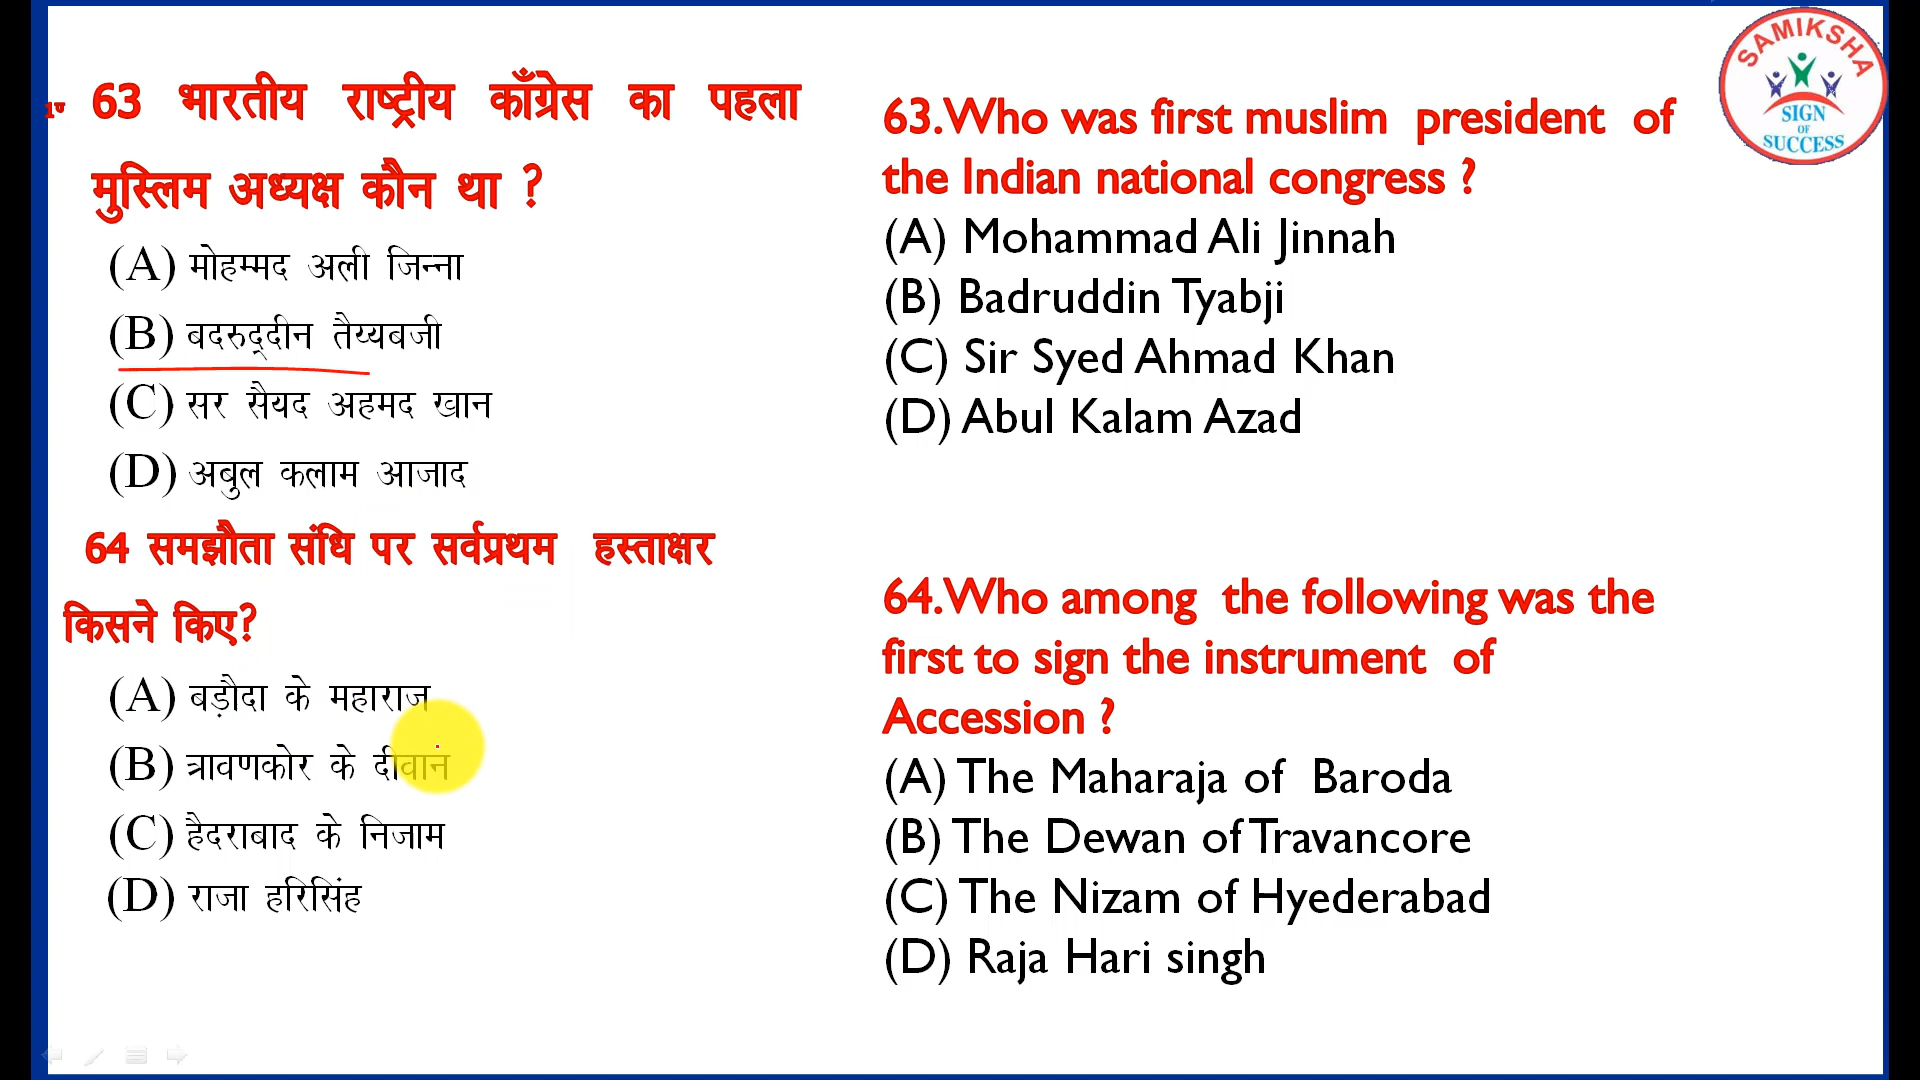 63 भारतीय राष्ट्रीय काँग्रेस का पहला
मुस्लिम अध्यक्ष कौन था ?
(A) मोहम्मद अली जिन्ना
(B) बदरुद्दीन तैय्यबजी
(C) सर सैयद अहमद खान
(D) अबुल कलाम आजाद
64 समझौता संधि पर सर्वप्रथम हस्ताक्षर
किसने किए?
(A) बड़ौदा के महाराज
(B) त्रावणकोर के दीवान
(C) हैदराबाद के निजाम
(D) राजा हरिसिंह
63.Who was first muslim president of
the Indian national congress ?
(A) Mohammad Ali Jinnah
(B) Badruddin Tyabji
(C) Sir Syed Ahmad Khan
(D) Abul Kalam Azad
64.Who among the following was the
first to sign the instrument of
Accession ?
(A) The Maharaja of Baroda
(B) The Dewan of Travancore
(C) The Nizam of Hyederabad
(D) Raja Hari singh
SAMIKSHA
SIGN
OF
SUCCESS